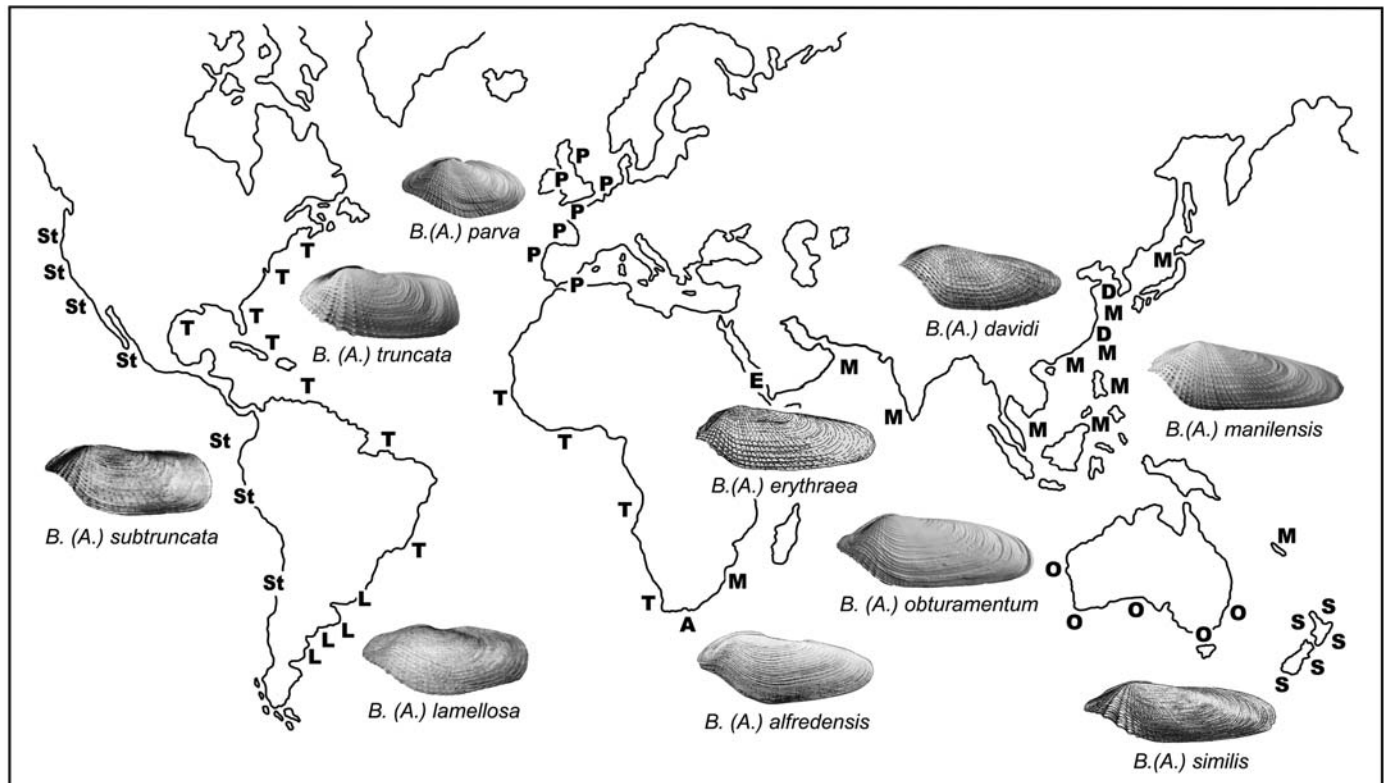 P
P
P
P
P
P
P
B.(A.) parva
St
St
St
St
T
T
T
T
T
T
B. (A.) truncata
B.(A.) davidi
M
D
M
D
M
M
M
M
M
B.(A.) manilensis
E
M
M
B.(A.) erythraea
St
St
St
B. (A.) subtruncata
T
T
T
T
T
T
M
A
B. (A.) alfredensis
L
L
L
L
B. (A.) lamellosa
B. (A.) obturamentum
O
O
O
O
O
M
S
S
S
S
B.(A.) similis